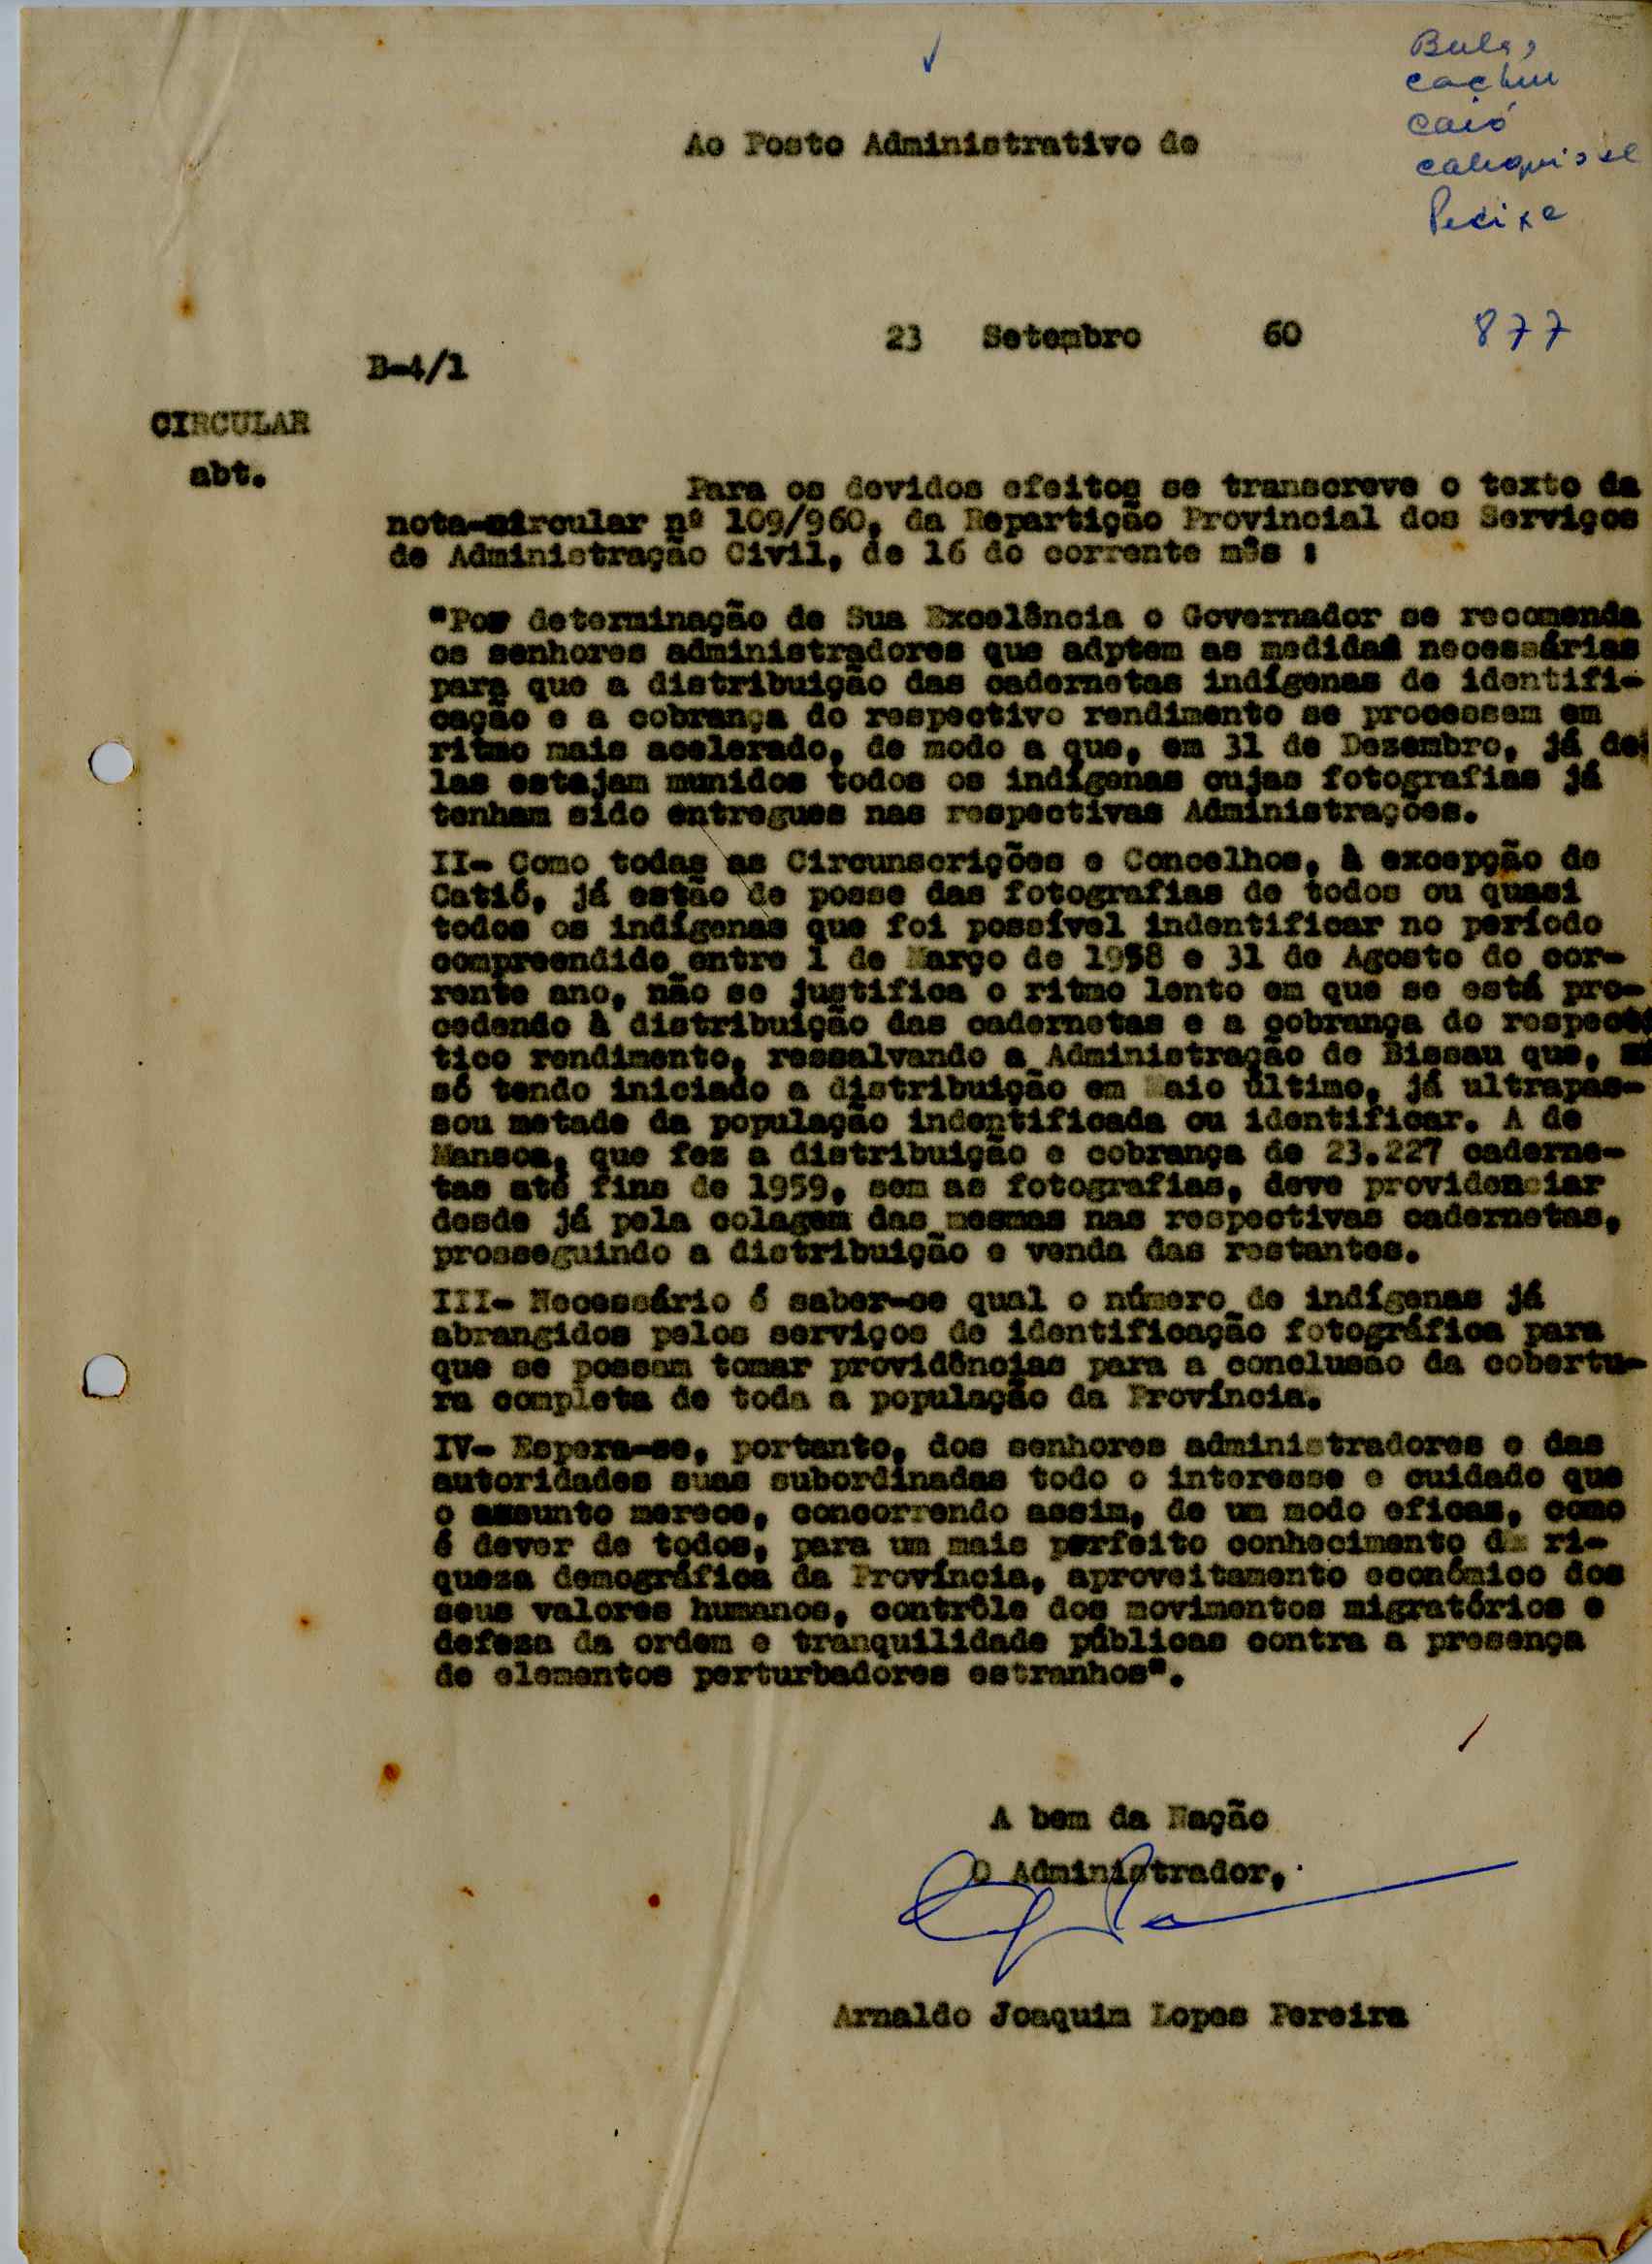 Bula,
cacheu
caió
calequisse
Pecixe
Ao Posto Administrativo de
23 Setembro 60
877
B-4/1
CIRCULAR
abt.
Para os devidos efeitos se transcreve o texto da
nota-circular nº 109/960, da Repartição Provincial dos Serviços
de Administração Civil, de 16 do corrente mês :
"Por determinação de Sua Excelência o Governador se recomenda
os senhores administradores que adptem as medidas necessárias
para que a distribuição das cadernetas indígenas de identifi-
cação e a cobrança do respectivo rendimento se processem em
ritmo mais acelerado, de modo a que, em 31 de Dezembro, já de
las estajam munidos todos os indígenas cujas fotografias já
tenham sido entregues nas respectivas Administrações.
II- Como todas as Circunscrições e Concelhos, à excepção de
Catió, já estão de posse das fotografias de todos ou quasi
todos os indígenas que foi possível indentificar no período
compreendido entre 1 de Março de 1958 e 31 de Agosto do cor-
rente ano, não se justifica o ritmo lento em que se está pro-
cedendo à distribuição das cadernetas e a cobrança do respect
tico rendimento, ressalvando a Administração de Bissau que,
só tendo iniciado a distribuição em Maio último, já ultrapas-
sou metade da população indentificada ou identificar. A de
Mansoa, que fez a distribuição e cobrança de 23.227 caderne-
tas até fins de 1959, sem as fotografias, deve providenciar
desde já pela colagem das mesmas nas respectivas cadernetas,
prosseguindo a distribuição e venda das restantes.
III- Necessário é saber-se qual o número de indígenas já
abrangidos pelos serviços de identificação fotográfica para
que se possam tomar providências para a conclusão da cobertu-
ra completa de toda a população da Província.
IV- Espera-se, portanto, dos senhores administradores e das
autoridades suas subordinadas todo o interesse e cuidado que
o assunto merece, concorrendo assim, de um modo eficaz, como
é dever de todos, para um mais perfeito conhecimento da ri-
queza demográfica da Província, aproveitamento económico dos
seus valores humanos, contrôle dos movimentos migratórios e
defesa da ordem e tranquilidade públicas contra a presença
de elementos perturbadores estranhos".
A bem da Nação
O Administrador,
Arnaldo Joaquim Lopes Pereira